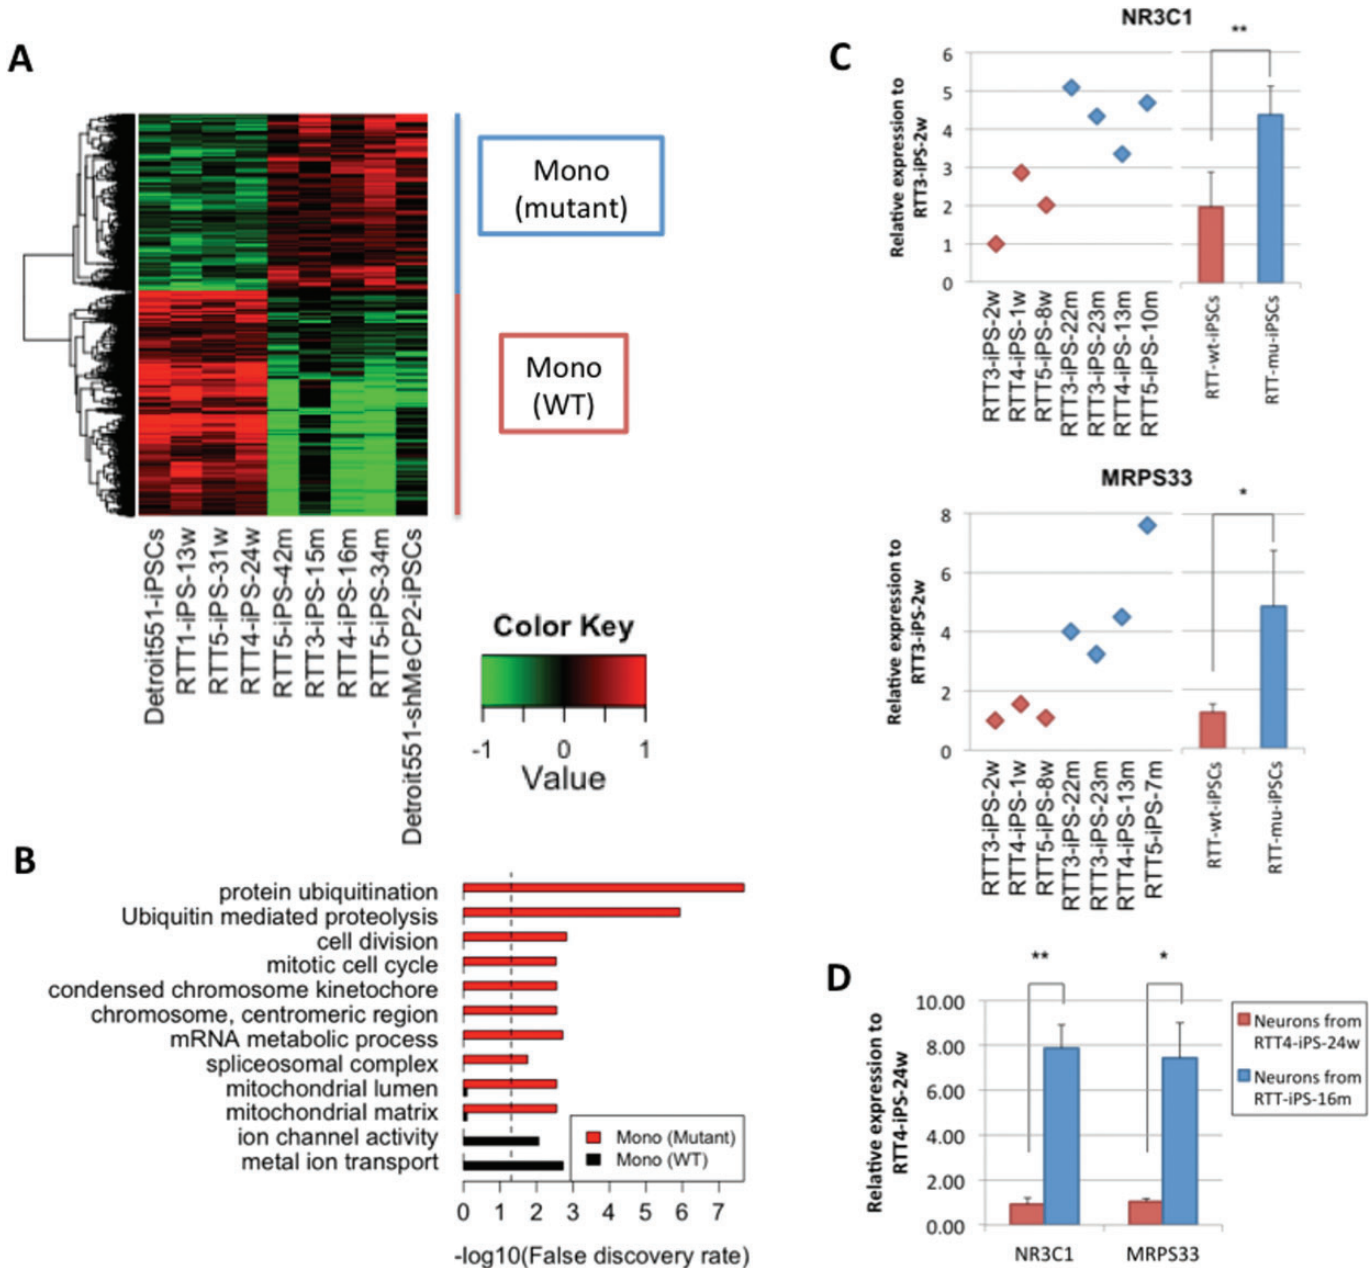 A
Mono
(mutant)
Mono
(WT)
Detroit551-iPSCs
RTT1-iPS-13w
RTT5-iPS-31w
RTT4-iPS-24w
RTT5-iPS-42m
RTT3-iPS-15m
RTT4-iPS-16m
RTT5-iPS-34m
Detroit551-shMeCP2-iPSCs
Color Key
-1 0 1
Value
B
protein ubiquitination
Ubiquitin mediated proteolysis
cell division
mitotic cell cycle
condensed chromosome kinetochore
chromosome, centromeric region
mRNA metabolic process
spliceosomal complex
mitochondrial lumen
mitochondrial matrix
ion channel activity
metal ion transport
Mono (Mutant)
Mono (WT)
0 1 2 3 4 5 6 7
-log10(False discovery rate)
C
NR3C1
**
Relative expression to
RTT3-iPS-2w
6
5
4
3
2
1
0
RTT3-iPS-2w
RTT4-iPS-1w
RTT5-iPS-8w
RTT3-iPS-22m
RTT3-iPS-23m
RTT4-iPS-13m
RTT5-iPS-10m
RTT-wt-iPSCs
RTT-mu-iPSCs
MRPS33
*
Relative expression to
RTT3-iPS-2w
8
6
4
2
0
RTT3-iPS-2w
RTT4-iPS-1w
RTT5-iPS-8w
RTT3-iPS-22m
RTT3-iPS-23m
RTT4-iPS-13m
RTT5-iPS-7m
RTT-wt-iPSCs
RTT-mu-iPSCs
D
** *
Relative expression to
RTT4-iPS-24w
10.00
8.00
6.00
4.00
2.00
0.00
NR3C1 MRPS33
Neurons from
RTT4-iPS-24w
Neurons from
RTT-iPS-16m